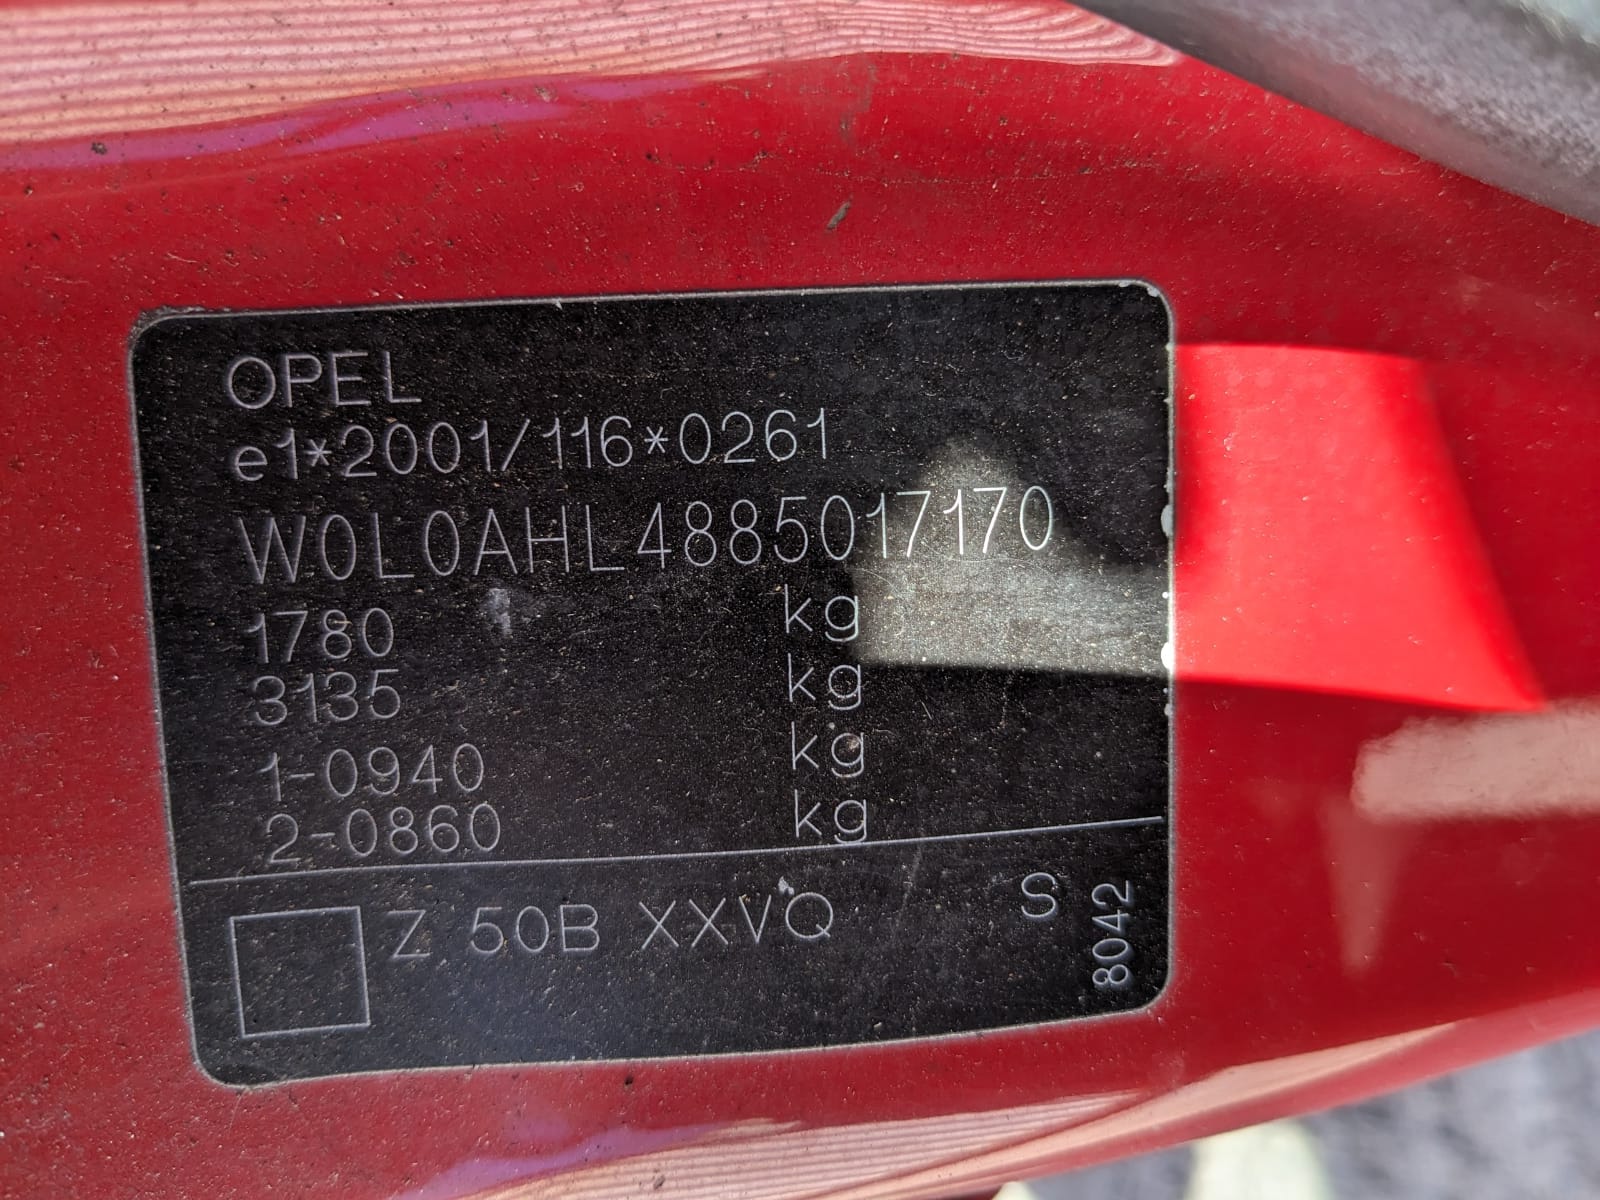 OPEL
e1*2001/116*0261
W0L0AHL4885017170
1780 kg
3135 kg
1-0940 kg
2-0860 kg
Z 50B XXVQ S
8042